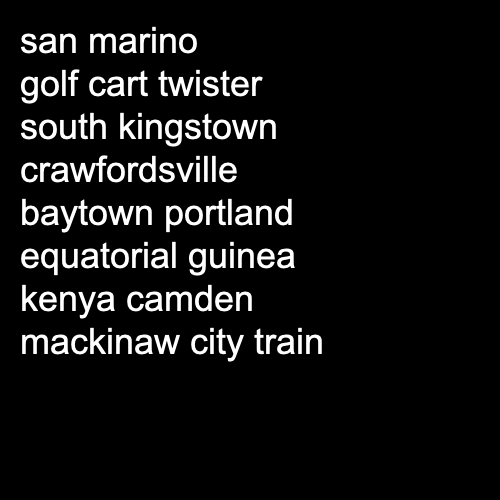 san marino
golf cart twister
south kingstown
crawfordsville
baytown portland
equatorial guinea
kenya camden
mackinaw city train